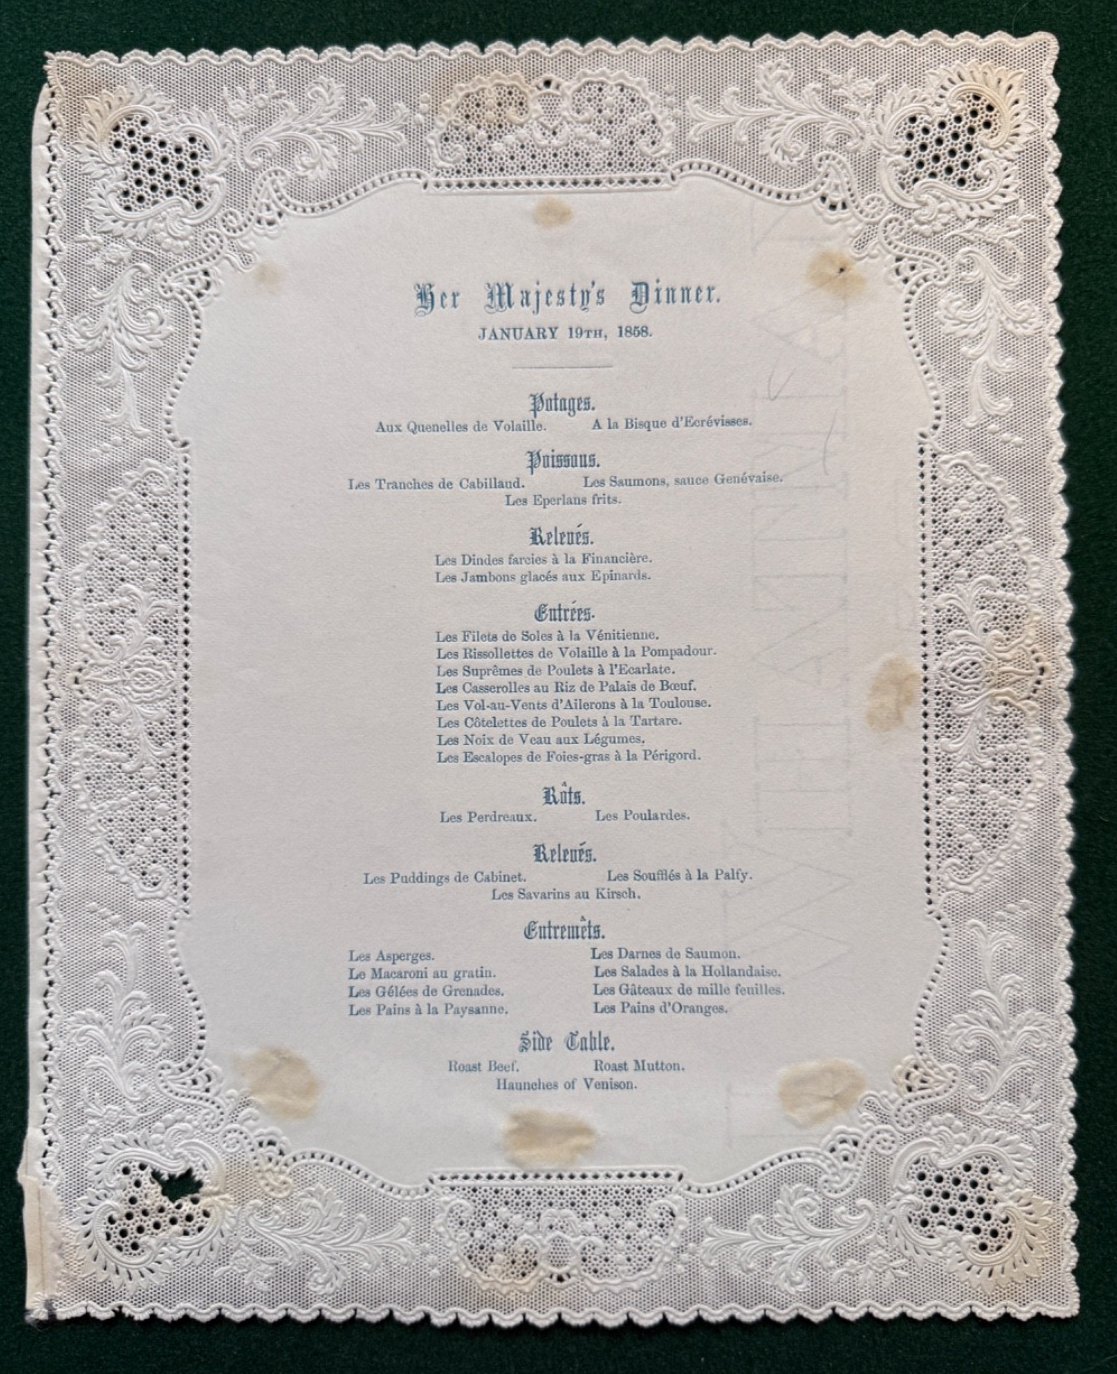 Her Majesty's Dinner.
JANUARY 19TH, 1858.
Potages.
Aux Quenelles de Volaille. A la Bisque d'Ecrévisses.
Poissons.
Les Tranches de Cabillaud. Les Saumons, sauce Genévaise.
Les Eperlans frits.
Relevés.
Les Dindes farcies à la Financière.
Les Jambons glacés aux Epinards.
Entrées.
Les Filets de Soles à la Vénitienne.
Les Rissollettes de Volaille à la Pompadour.
Les Suprêmes de Poulets à l'Ecarlate.
Les Casserolles au Riz de Palais de Bœuf.
Les Vol-au-Vents d'Ailerons à la Toulouse.
Les Côtelettes de Poulets à la Tartare.
Les Noix de Veau aux Légumes.
Les Escalopes de Foies-gras à la Périgord.
Rôts.
Les Perdreaux. Les Poulardes.
Relevés.
Les Puddings de Cabinet. Les Soufflés à la Palfy.
Les Savarins au Kirsch.
Entremêts.
Les Asperges. Les Darnes de Saumon.
Le Macaroni au gratin. Les Salades à la Hollandaise.
Les Gélées de Grenades. Les Gâteaux de mille feuilles.
Les Pains à la Paysanne. Les Pains d'Oranges.
Side Table.
Roast Beef. Roast Mutton.
Haunches of Venison.